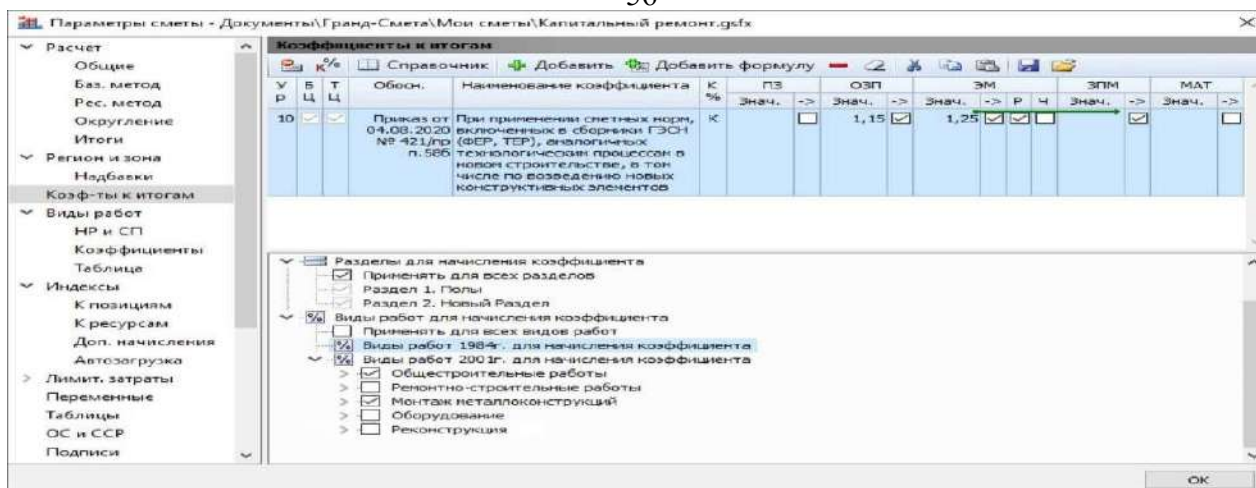 50
Параметры сметы - Документы\Гранд-Смета\Мои сметы\Капитальный ремонт.gsfx
Расчет
Общие
Баз. метод
Рес. метод
Округление
Итоги
Регион и зона
Надбавки
Коэф-ты к итогам
Виды работ
НР и СП
Коэффициенты
Таблица
Индексы
К позициям
К ресурсам
Доп. начисления
Автозагрузка
Лимит. затраты
Переменные
Таблицы
ОС и ССР
Подписи
Коэффициенты к итогам
Справочник Добавить Добавить формулу
У Р Б Ц Т Ц Обосн. Наименование коэффициента К % ПЗ ОЗП ЭМ ЗПМ МАТ
Знач. -> Знач. -> Знач. -> Р Ч Знач. -> Знач. ->
10 Приказ от При применении сметных норм, К 1,15 1,25
04.08.2020 включенных в сборники ГЭСН
№ 421/пр (ФЕР, ТЕР), аналогичных
п.58б технологическим процессам в
новом строительстве, в том
числе по возведению новых
конструктивных элементов
Разделы для начисления коэффициента
Применять для всех разделов
Раздел 1. Полы
Раздел 2. Новый Раздел
Виды работ для начисления коэффициента
Применять для всех видов работ
Виды работ 1984г. для начисления коэффициента
Виды работ 2001г. для начисления коэффициента
Общестроительные работы
Ремонтно-строительные работы
Монтаж металлоконструкций
Оборудование
Реконструкция
ОК